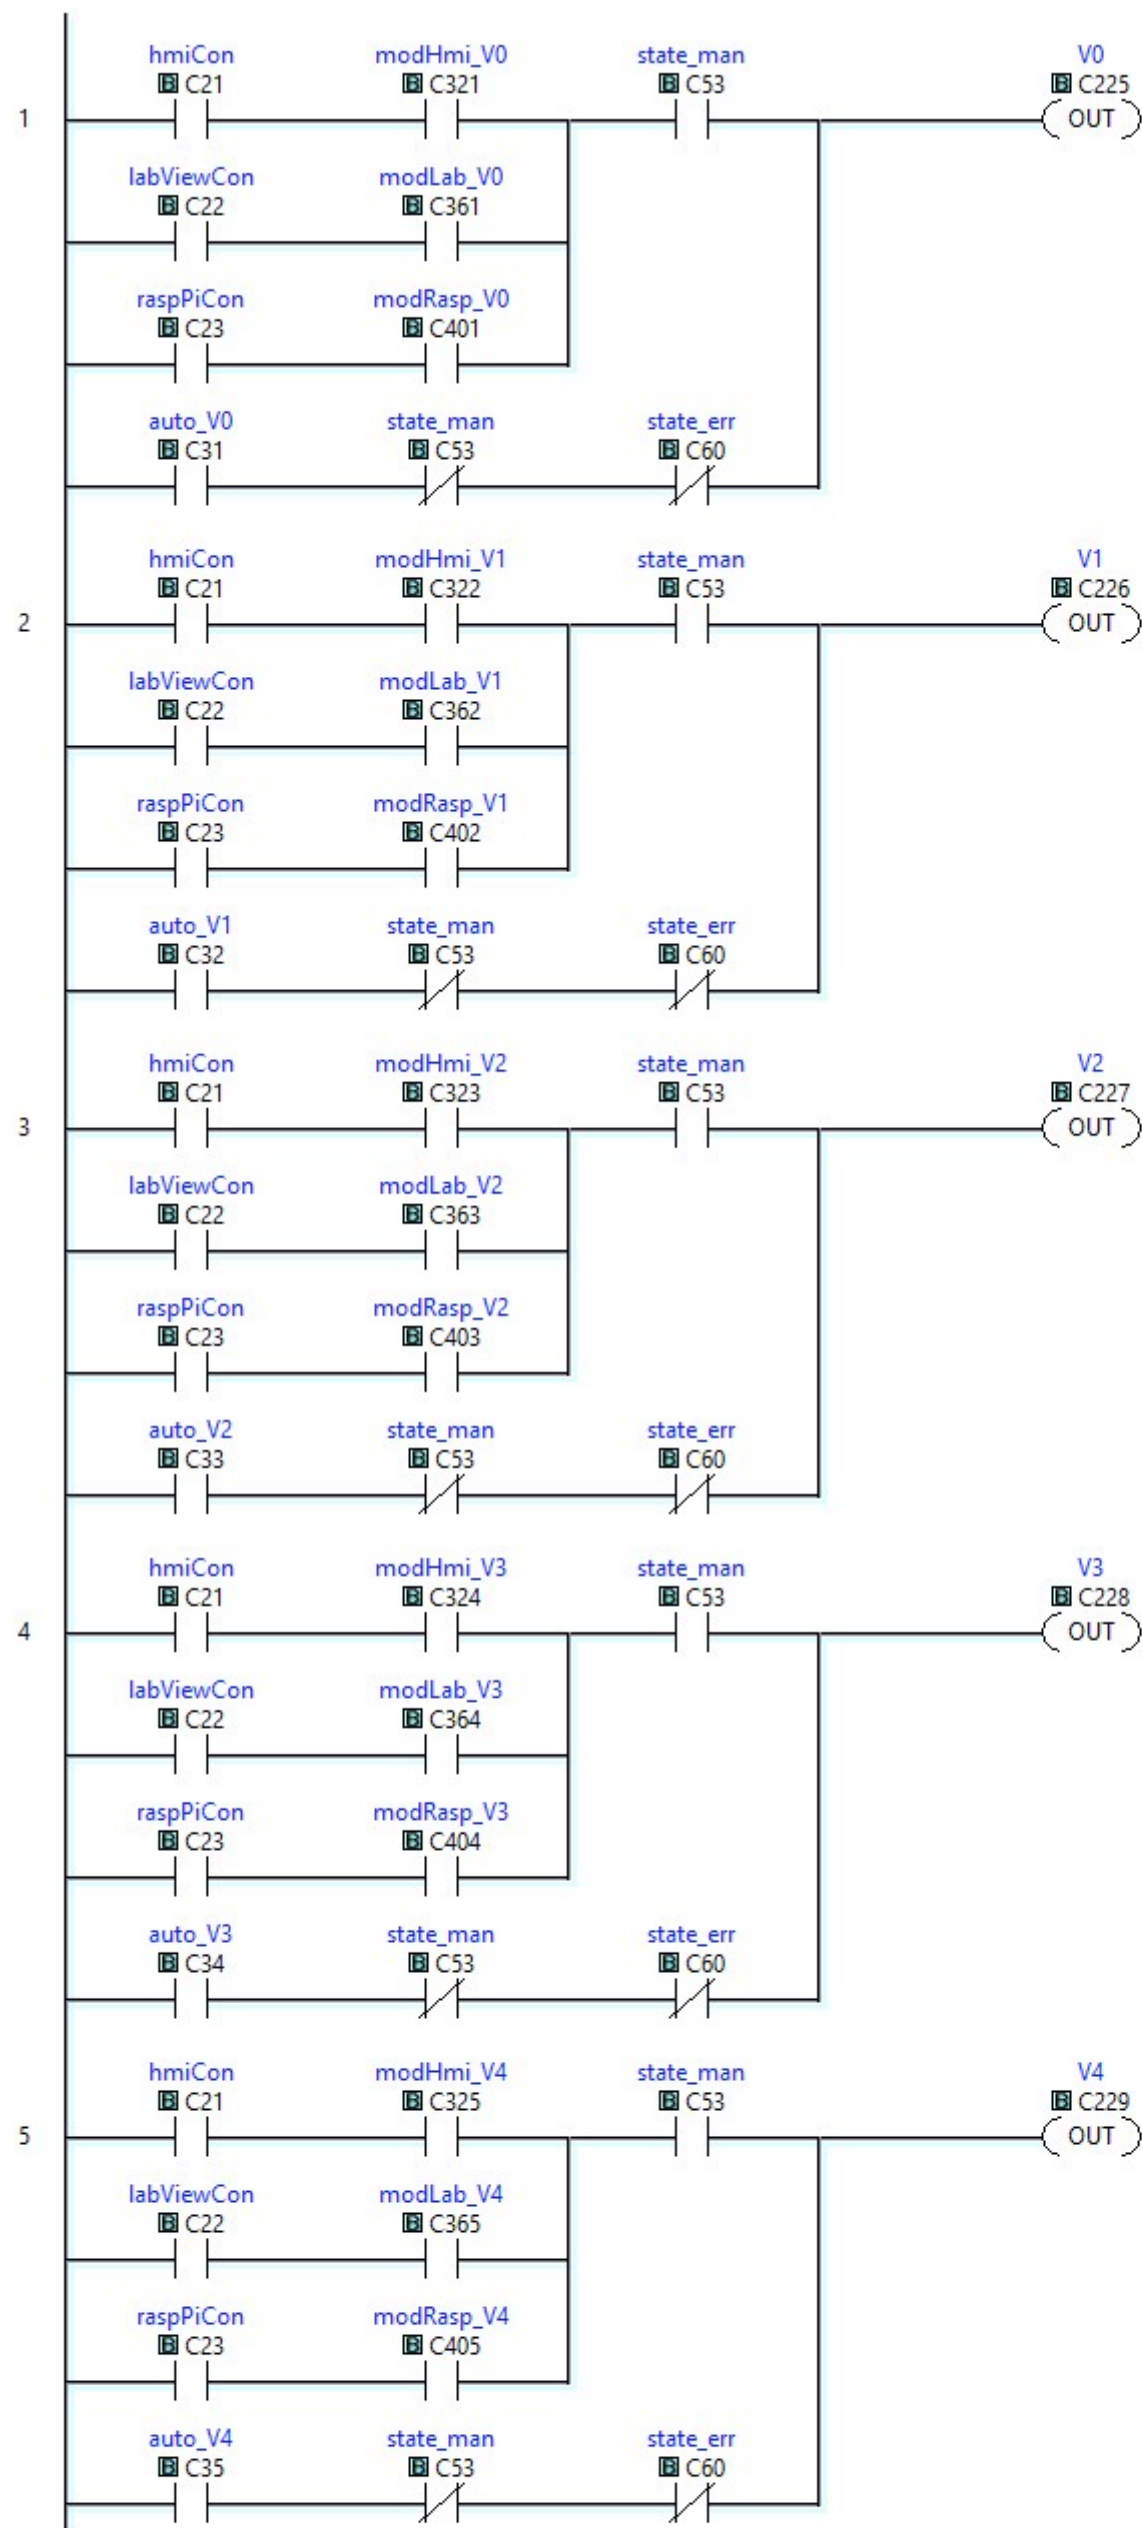 hmiCon modHmi_V0 state_man V0
B C21 B C321 B C53 B C225
1 OUT
labViewCon modLab_V0
B C22 B C361
raspPiCon modRasp_V0
B C23 B C401
auto_V0 state_man state_err
B C31 B C53 B C60
hmiCon modHmi_V1 state_man V1
B C21 B C322 B C53 B C226
2 OUT
labViewCon modLab_V1
B C22 B C362
raspPiCon modRasp_V1
B C23 B C402
auto_V1 state_man state_err
B C32 B C53 B C60
hmiCon modHmi_V2 state_man V2
B C21 B C323 B C53 B C227
3 OUT
labViewCon modLab_V2
B C22 B C363
raspPiCon modRasp_V2
B C23 B C403
auto_V2 state_man state_err
B C33 B C53 B C60
hmiCon modHmi_V3 state_man V3
B C21 B C324 B C53 B C228
4 OUT
labViewCon modLab_V3
B C22 B C364
raspPiCon modRasp_V3
B C23 B C404
auto_V3 state_man state_err
B C34 B C53 B C60
hmiCon modHmi_V4 state_man V4
B C21 B C325 B C53 B C229
5 OUT
labViewCon modLab_V4
B C22 B C365
raspPiCon modRasp_V4
B C23 B C405
auto_V4 state_man state_err
B C35 B C53 B C60